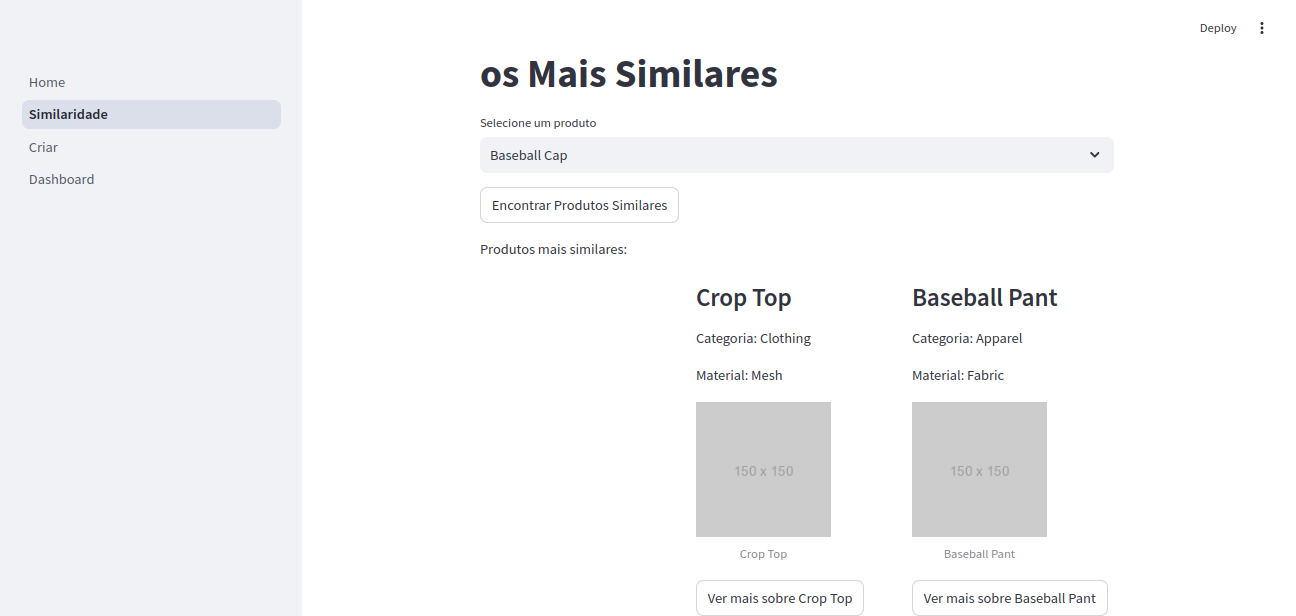 Deploy
Home
Similaridade
Criar
Dashboard
os Mais Similares
Selecione um produto
Baseball Cap
Encontrar Produtos Similares
Produtos mais similares:
Crop Top
Categoria: Clothing
Material: Mesh
150 x 150
Crop Top
Ver mais sobre Crop Top
Baseball Pant
Categoria: Apparel
Material: Fabric
150 x 150
Baseball Pant
Ver mais sobre Baseball Pant